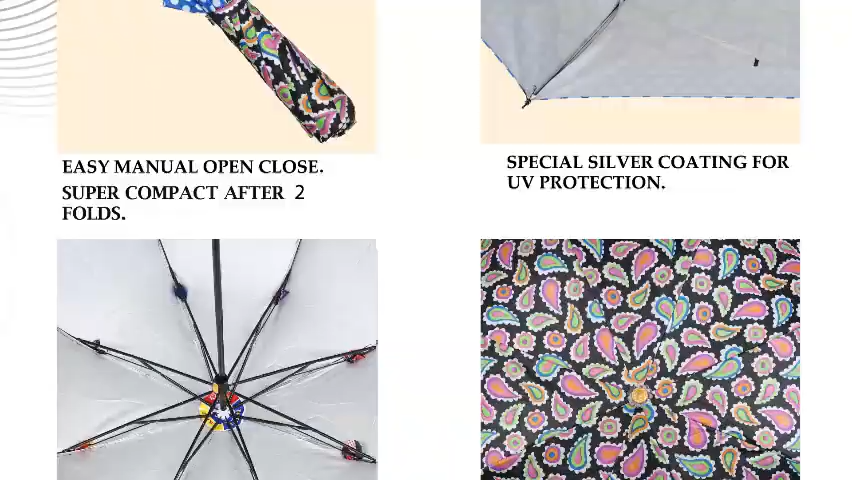 EASY MANUAL OPEN CLOSE.
SUPER COMPACT AFTER 2
FOLDS.
SPECIAL SILVER COATING FOR
UV PROTECTION.